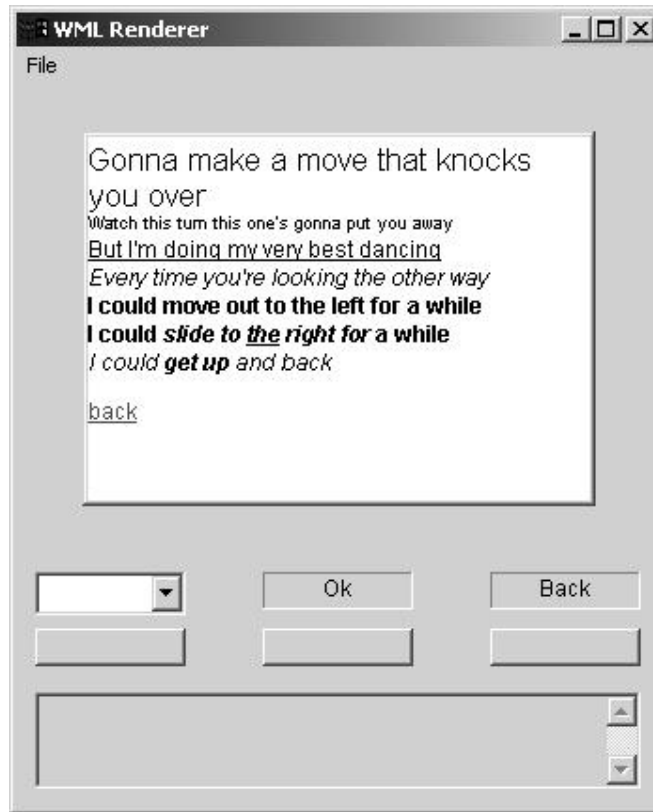 WML Renderer
File
Gonna make a move that knocks
you over
Watch this turn this one's gonna put you away
But I'm doing my very best dancing
Every time you're looking the other way
I could move out to the left for a while
I could slide to the right for a while
I could get up and back
back
Ok
Back